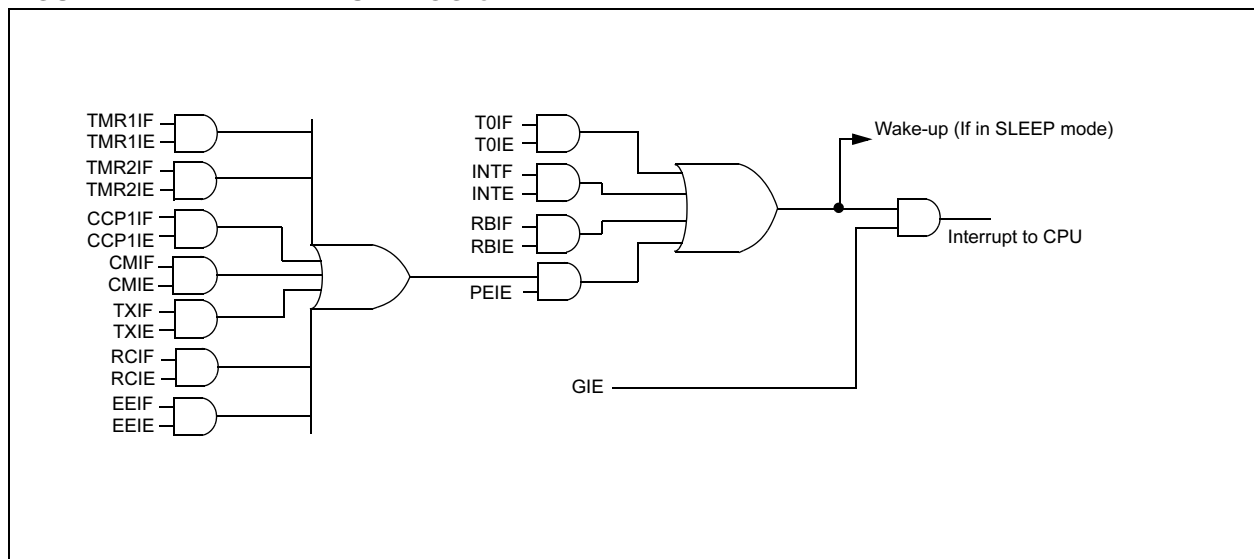 TMR1IF
TMR1IE
TMR2IF
TMR2IE
CCP1IF
CCP1IE
CMIF
CMIE
TXIF
TXIE
RCIF
RCIE
EEIF
EEIE
T0IF
T0IE
INTF
INTE
RBIF
RBIE
PEIE
GIE
Wake-up (If in SLEEP mode)
Interrupt to CPU